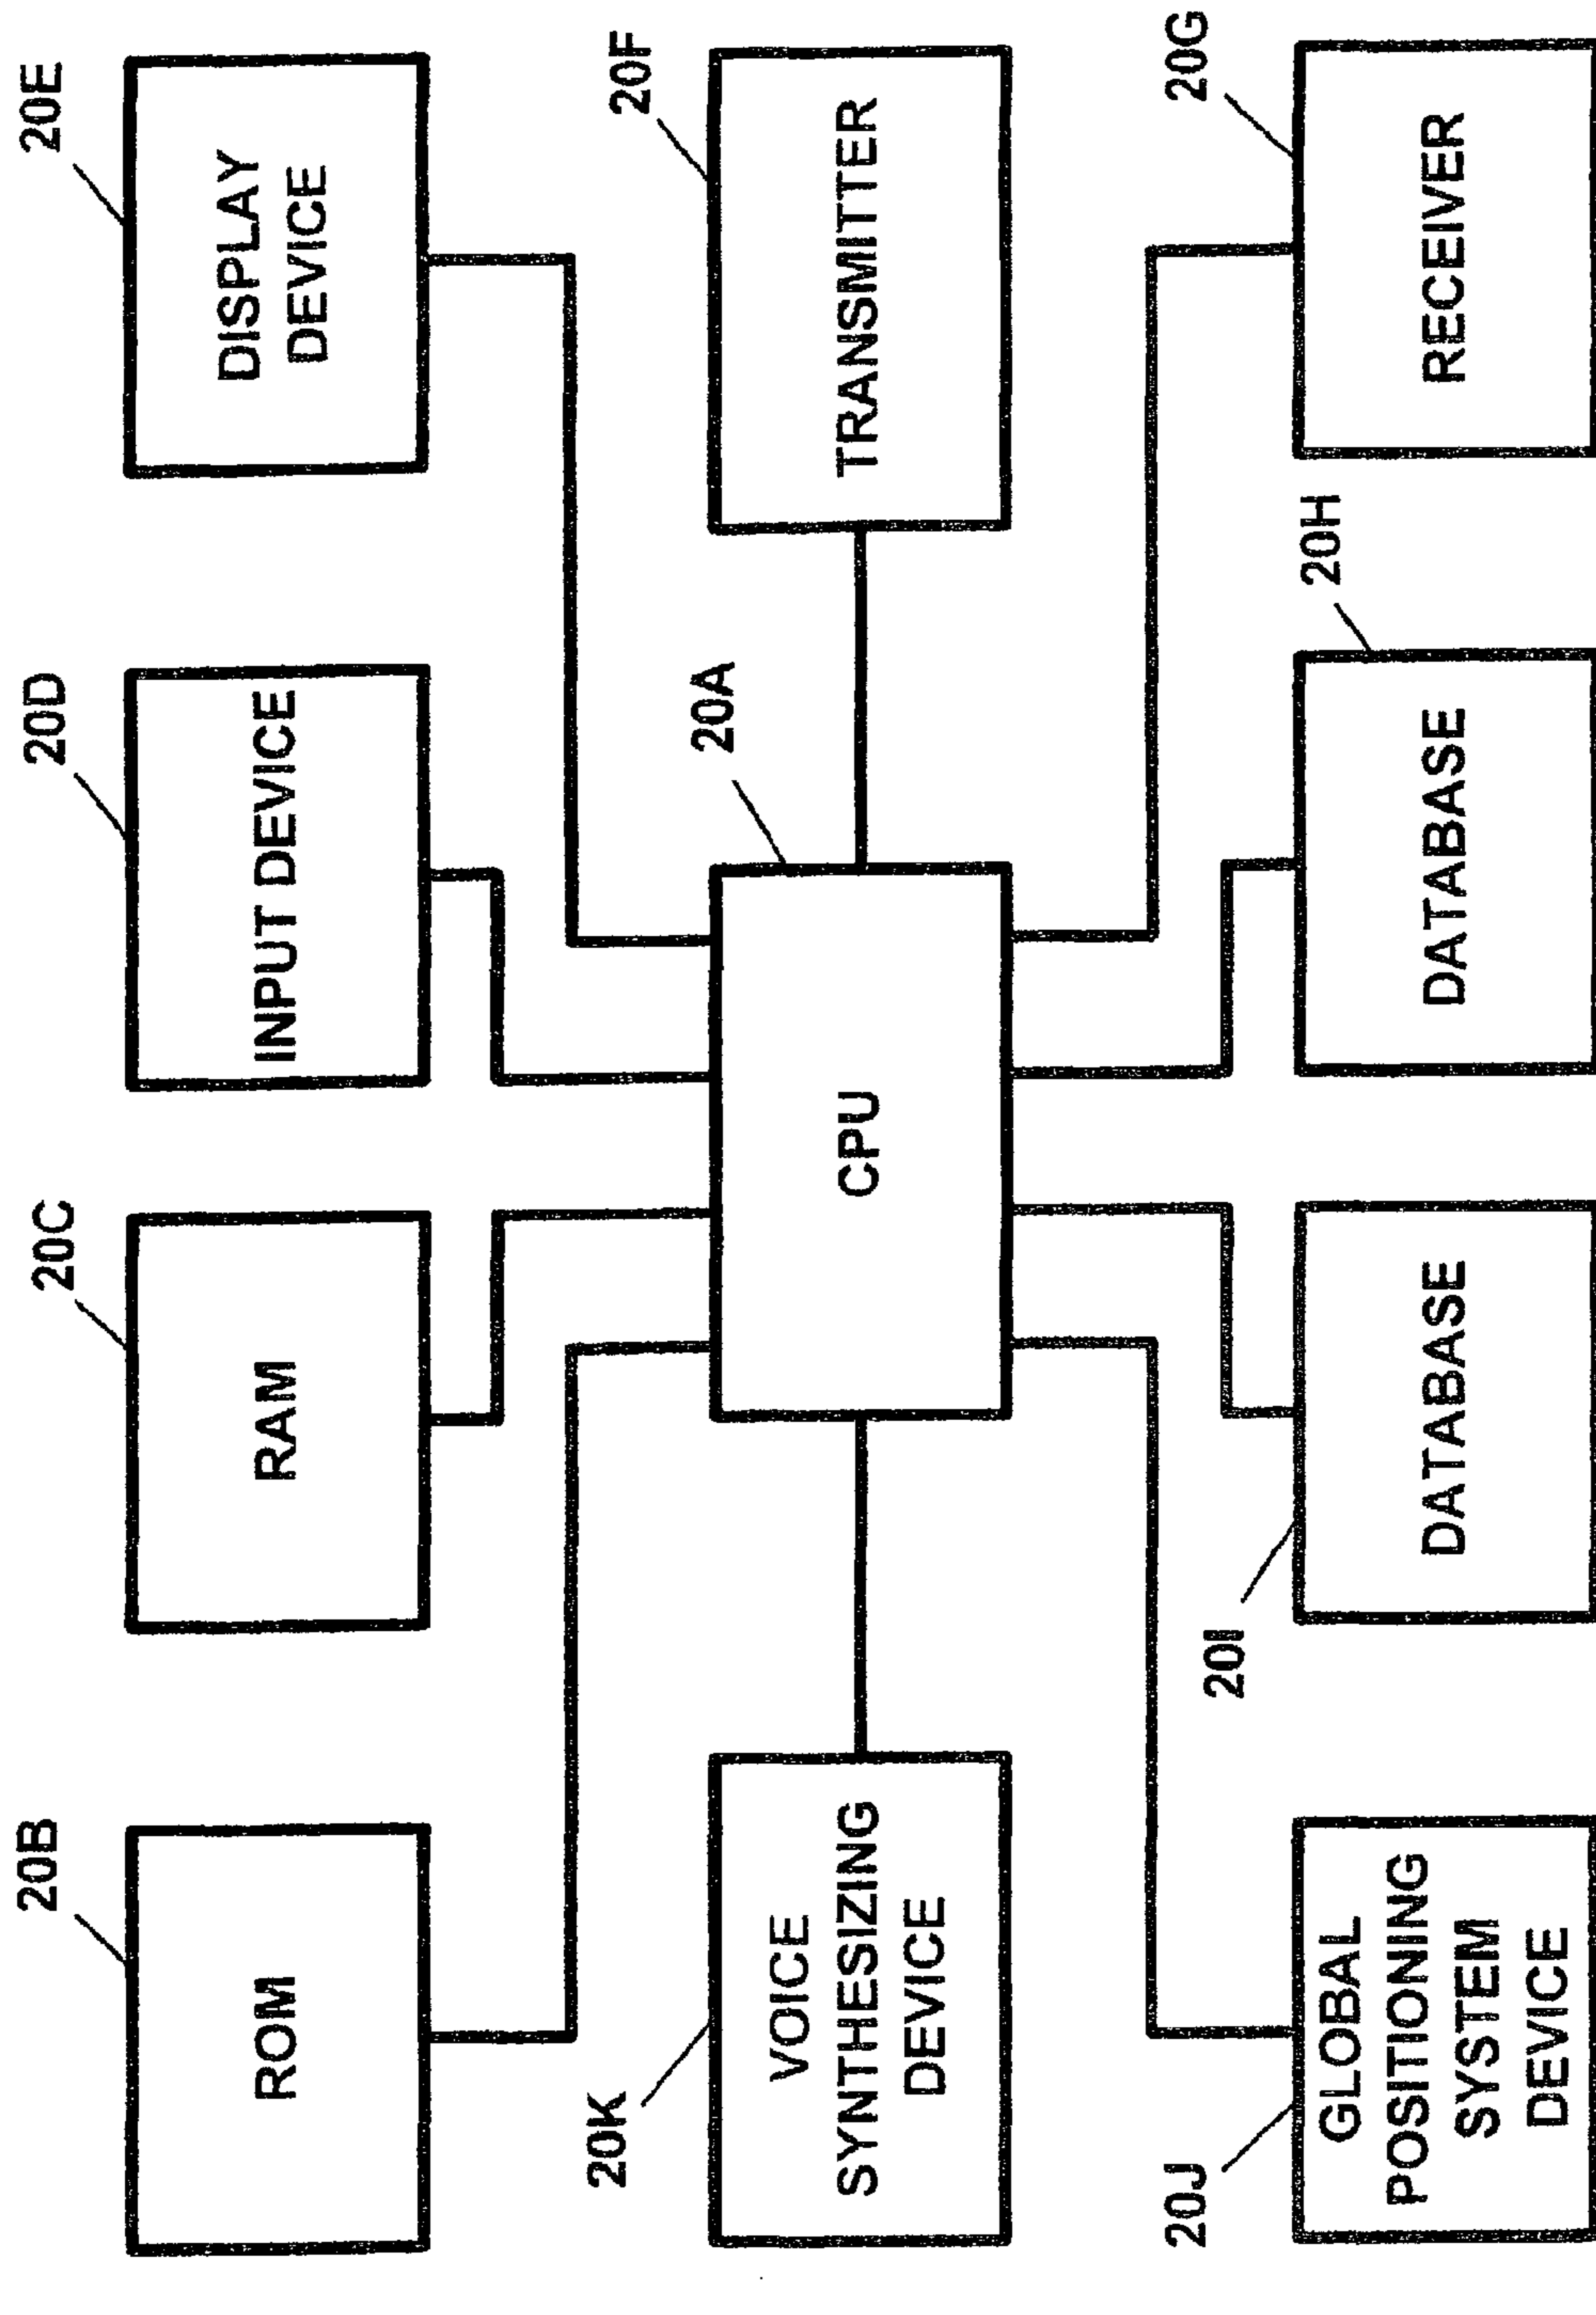 20B
20C
20D
20E
ROM
RAM
INPUT DEVICE
DISPLAY
DEVICE
20K
20A
20F
VOICE
SYNTHESIZING
DEVICE
CPU
TRANSMITTER
20J
20I
20H
20G
GLOBAL
POSITIONING
SYSTEM
DEVICE
DATABASE
DATABASE
RECEIVER